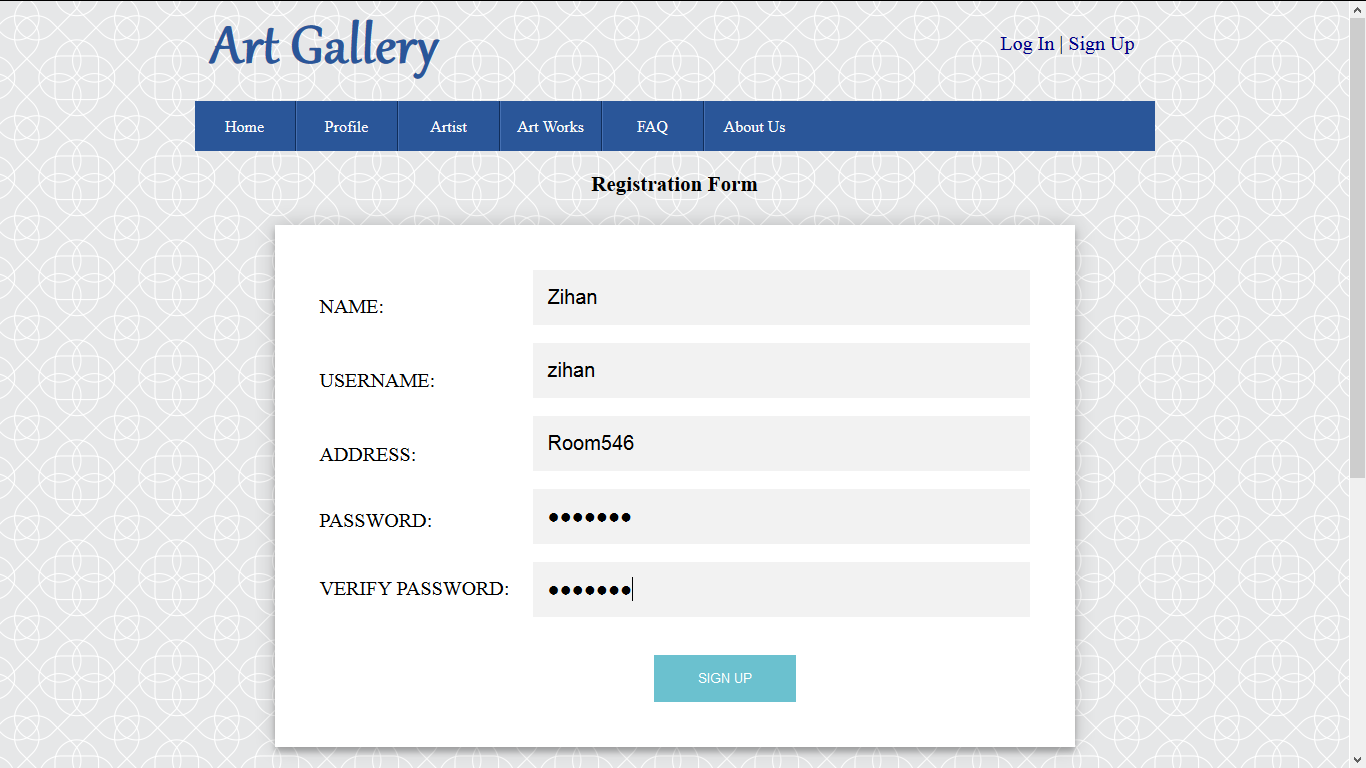 Art Gallery
Log In | Sign Up
Home Profile Artist Art Works FAQ About Us
Registration Form
NAME: Zihan
USERNAME: zihan
ADDRESS: Room546
PASSWORD: ●●●●●●●
VERIFY PASSWORD: ●●●●●●●
SIGN UP